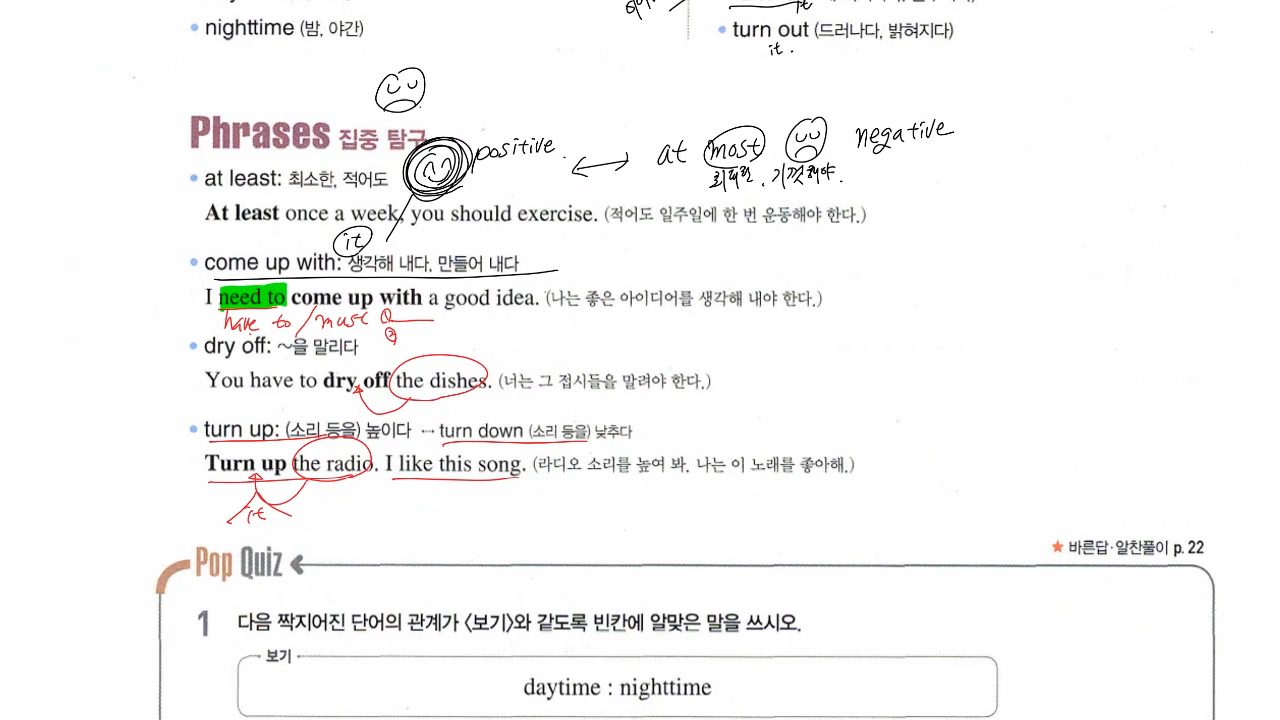 • nighttime (밤, 야간)
• turn out (드러나다, 밝혀지다)
it.
Phrases 집중 탐구
positive. ↔ at most negative
최대한, 기껏해야.
• at least: 최소한, 적어도
At least once a week, you should exercise. (적어도 일주일에 한 번 운동해야 한다.)
it
• come up with: 생각해 내다, 만들어 내다
I need to come up with a good idea. (나는 좋은 아이디어를 생각해 내야 한다.)
have to / must ①
②
• dry off: ~을 말리다
You have to dry off the dishes. (너는 그 접시들을 말려야 한다.)
• turn up: (소리 등을) 높이다 ↔ turn down (소리 등을) 낮추다
Turn up the radio. I like this song. (라디오 소리를 높여 봐. 나는 이 노래를 좋아해.)
it
★ 바른답·알찬풀이 p. 22
Pop Quiz
1 다음 짝지어진 단어의 관계가 〈보기〉와 같도록 빈칸에 알맞은 말을 쓰시오.
보기
daytime : nighttime